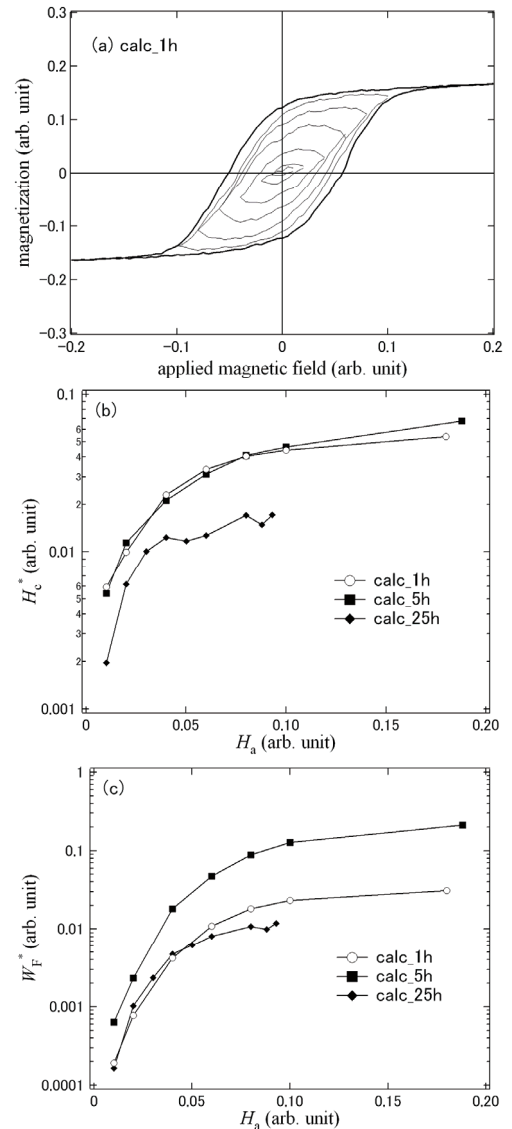 (a) calc_1h
magnetization (arb. unit)
0.3
0.2
0.1
0
-0.1
-0.2
-0.3
-0.2 -0.1 0 0.1 0.2
applied magnetic field (arb. unit)
(b)
Hc* (arb. unit)
0.1
6
5
4
3
2
0.01
6
5
4
3
2
0.001
calc_1h
calc_5h
calc_25h
0 0.05 0.10 0.15 0.20
Ha (arb. unit)
(c)
WF* (arb. unit)
1
0.1
0.01
0.001
0.0001
calc_1h
calc_5h
calc_25h
0 0.05 0.10 0.15 0.20
Ha (arb. unit)